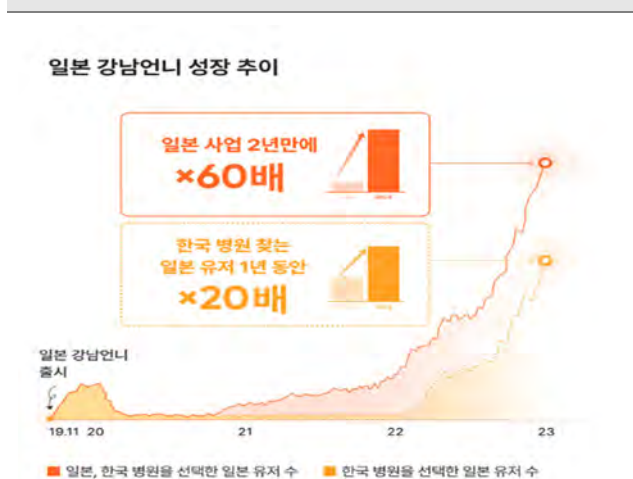 일본 강남언니 성장 추이
일본 사업 2년만에
×60배
한국 병원 찾는
일본 유저 1년 동안
×20배
일본 강남언니
출시
19.11 20 21 22 23
일본, 한국 병원을 선택한 일본 유저 수 한국 병원을 선택한 일본 유저 수